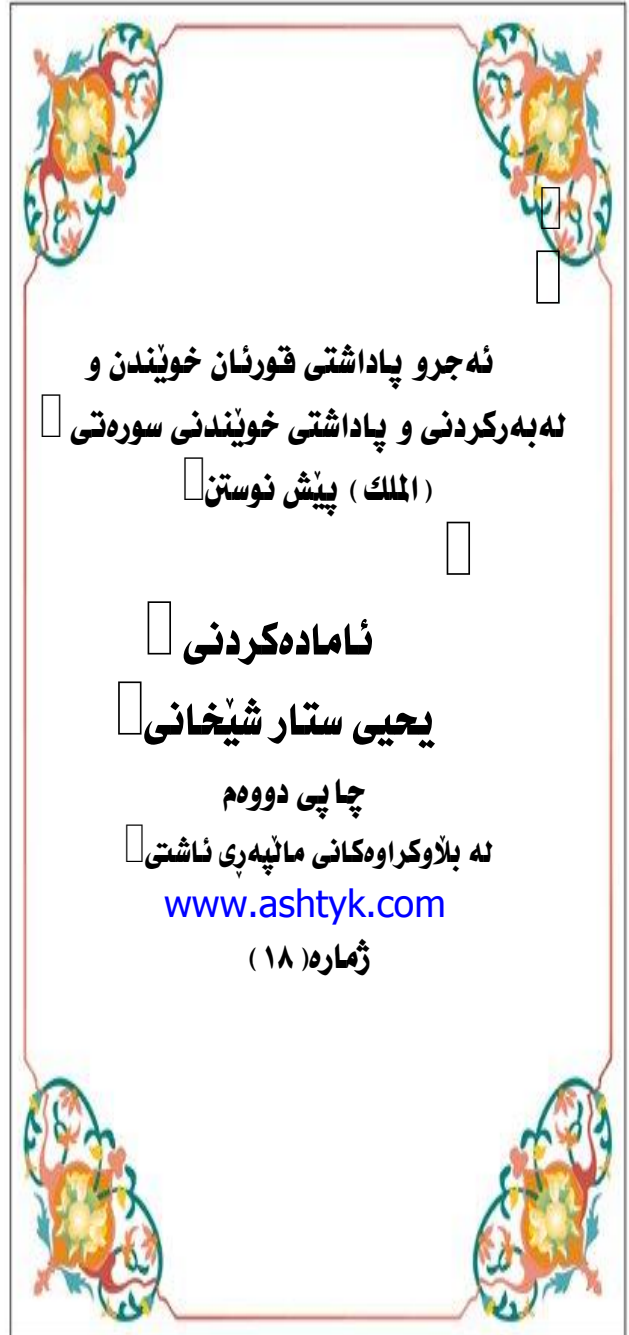 ئەجرو پاداشتی قورئان خوێندن و
لەبەرکردنی و پاداشتی خوێندنی سورەتی
(الملك) پێش نوستن
ئامادەکردنی
یحیی ستار شێخانی
چاپی دووەم
لە بڵاوکراوەکانی ماڵپەڕی ئاشتی
www.ashtyk.com
ژمارە( ١٨ )